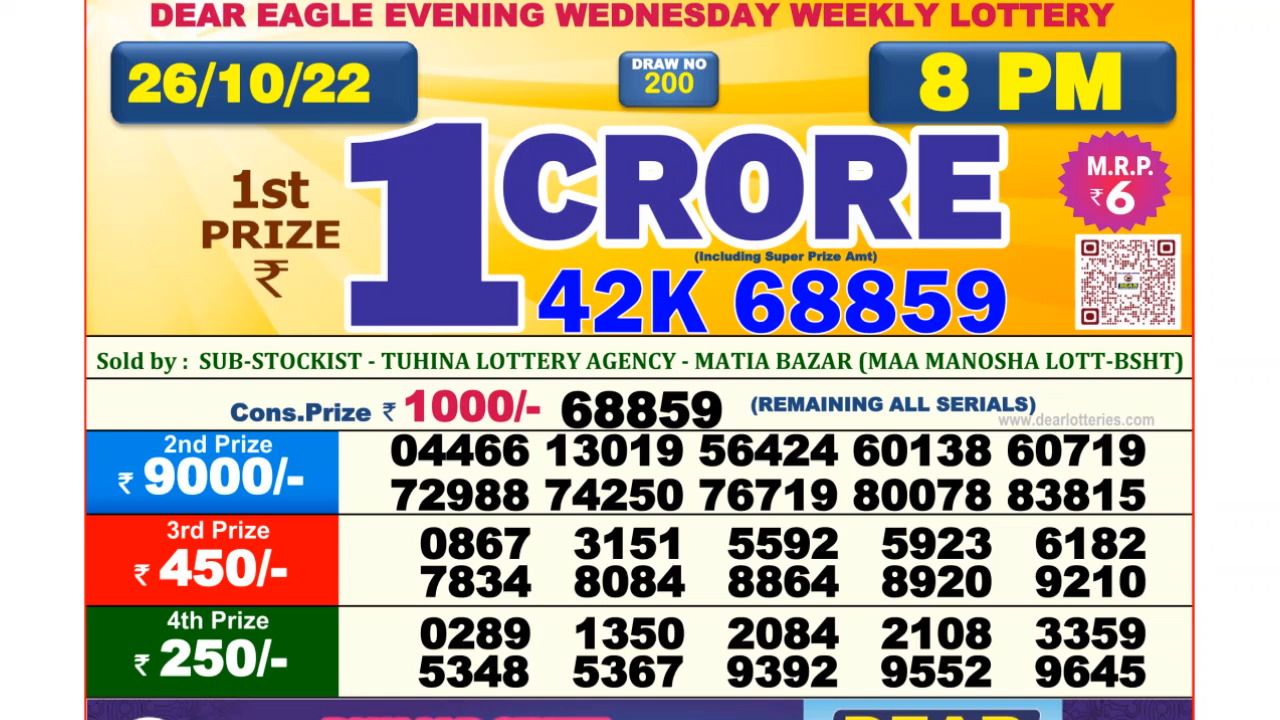 DEAR EAGLE EVENING WEDNESDAY WEEKLY LOTTERY
26/10/22
DRAW NO
200
8 PM
1st
PRIZE
₹
1 CRORE
(Including Super Prize Amt)
42K 68859
M.R.P.
₹ 6
Sold by : SUB-STOCKIST - TUHINA LOTTERY AGENCY - MATIA BAZAR (MAA MANOSHA LOTT-BSHT)
Cons.Prize ₹ 1000/- 68859 (REMAINING ALL SERIALS)
www.dearlotteries.com
2nd Prize
₹ 9000/-
04466 13019 56424 60138 60719
72988 74250 76719 80078 83815
3rd Prize
₹ 450/-
0867 3151 5592 5923 6182
7834 8084 8864 8920 9210
4th Prize
₹ 250/-
0289 1350 2084 2108 3359
5348 5367 9392 9552 9645
DEAR